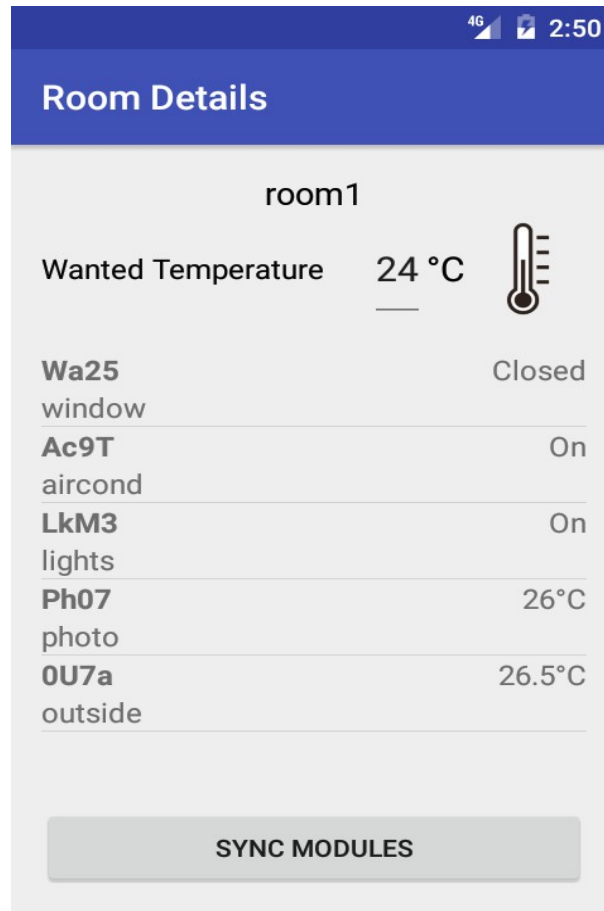 4G 2:50
Room Details
room1
Wanted Temperature 24 °C
Wa25 Closed
window
Ac9T On
aircond
LkM3 On
lights
Ph07 26°C
photo
0U7a 26.5°C
outside
SYNC MODULES